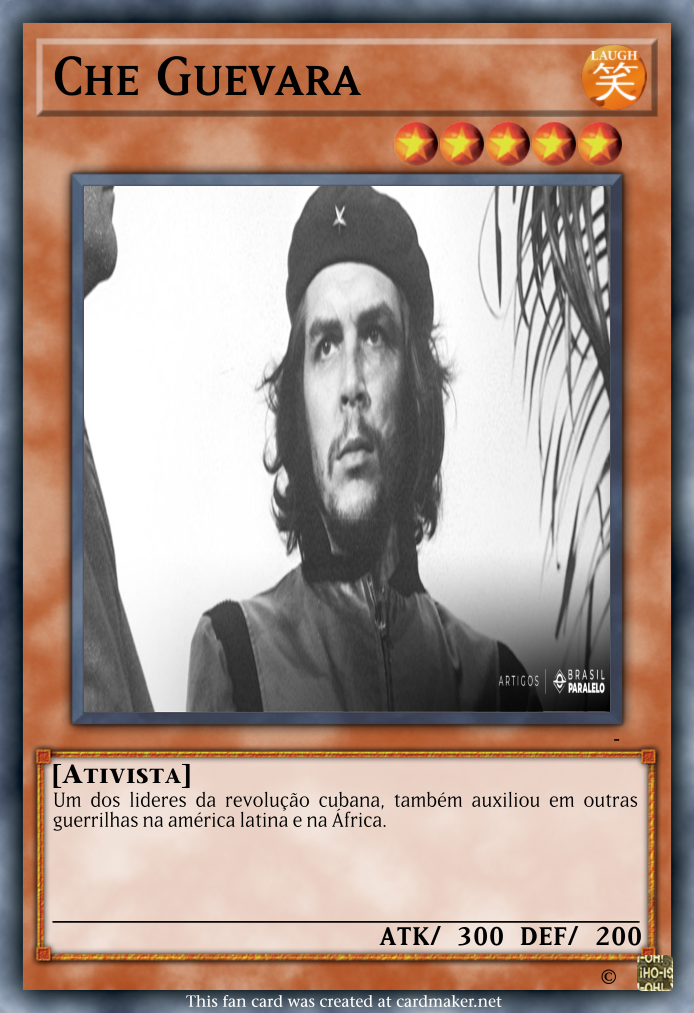 Che Guevara
LAUGH
笑
ARTIGOS
BRASIL
PARALELO
-
[Ativista]
Um dos lideres da revolução cubana, também auxiliou em outras
guerrilhas na américa latina e na África.
ATK/ 300 DEF/ 200
©
This fan card was created at cardmaker.net